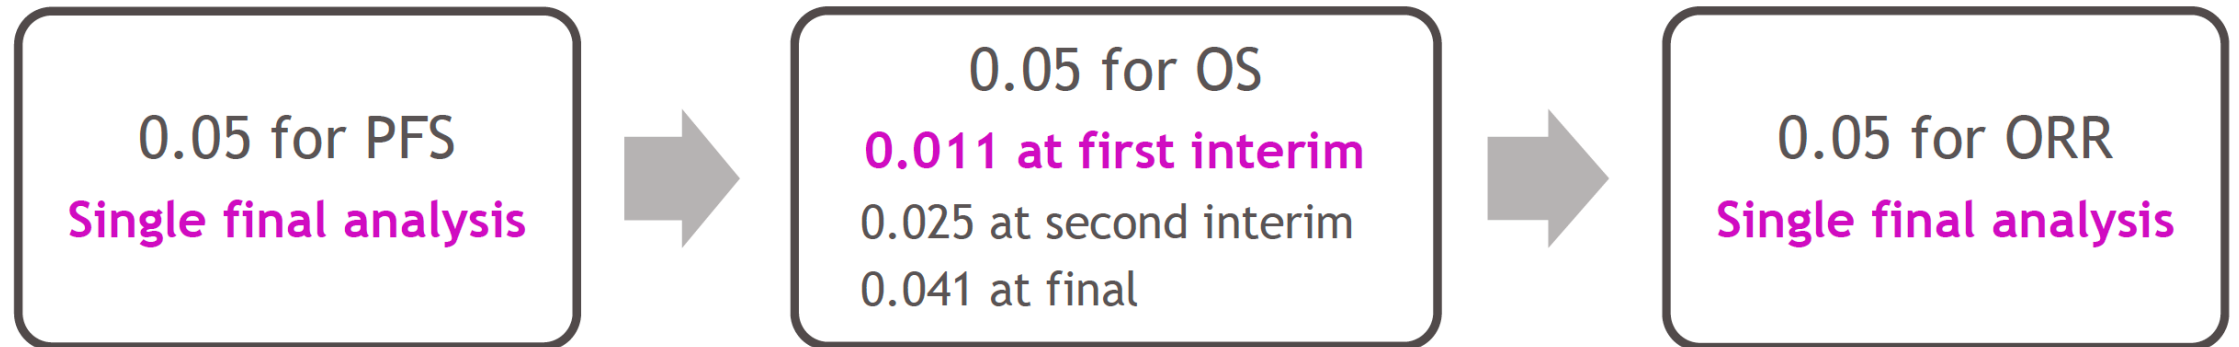 0.05 for PFS
Single final analysis
0.05 for OS
0.011 at first interim
0.025 at second interim
0.041 at final
0.05 for ORR
Single final analysis